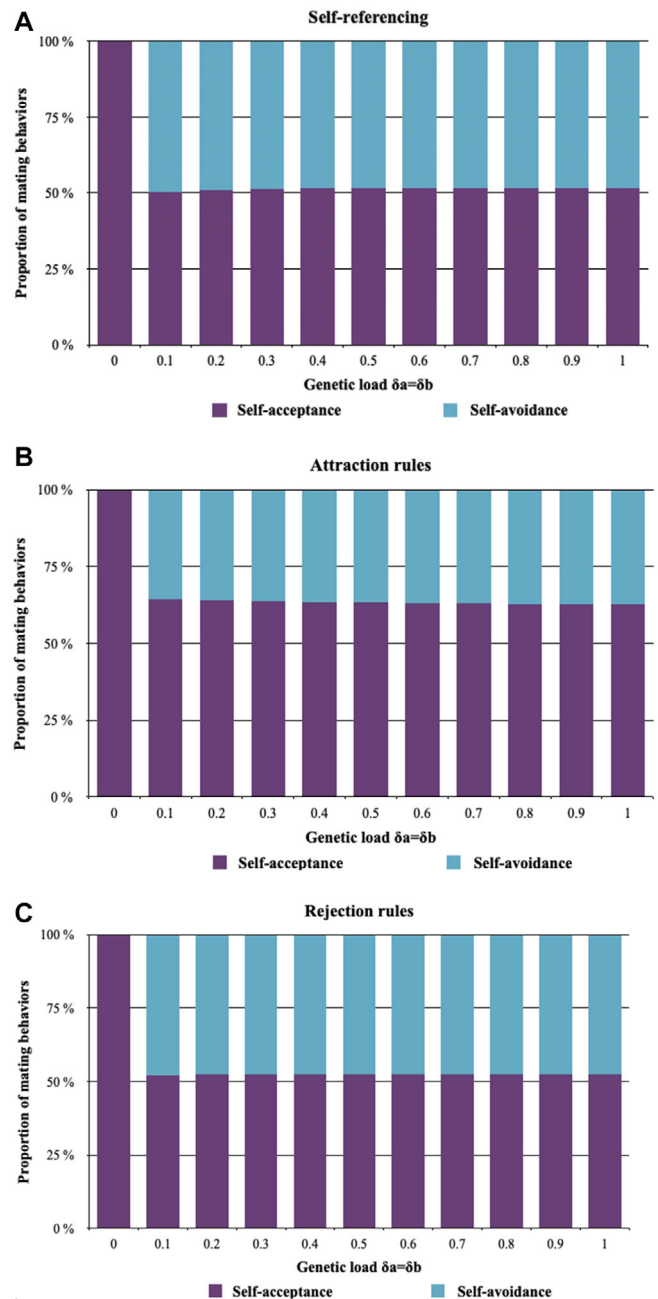 A
Self-referencing
100 %
75 %
50 %
25 %
0 %
Proportion of mating behaviors
0 0.1 0.2 0.3 0.4 0.5 0.6 0.7 0.8 0.9 1
Genetic load δa=δb
Self-acceptance Self-avoidance
B
Attraction rules
100 %
75 %
50 %
25 %
0 %
Proportion of mating behaviors
0 0.1 0.2 0.3 0.4 0.5 0.6 0.7 0.8 0.9 1
Genetic load δa=δb
Self-acceptance Self-avoidance
C
Rejection rules
100 %
75 %
50 %
25 %
0 %
Proportion of mating behaviors
0 0.1 0.2 0.3 0.4 0.5 0.6 0.7 0.8 0.9 1
Genetic load δa=δb
Self-acceptance Self-avoidance